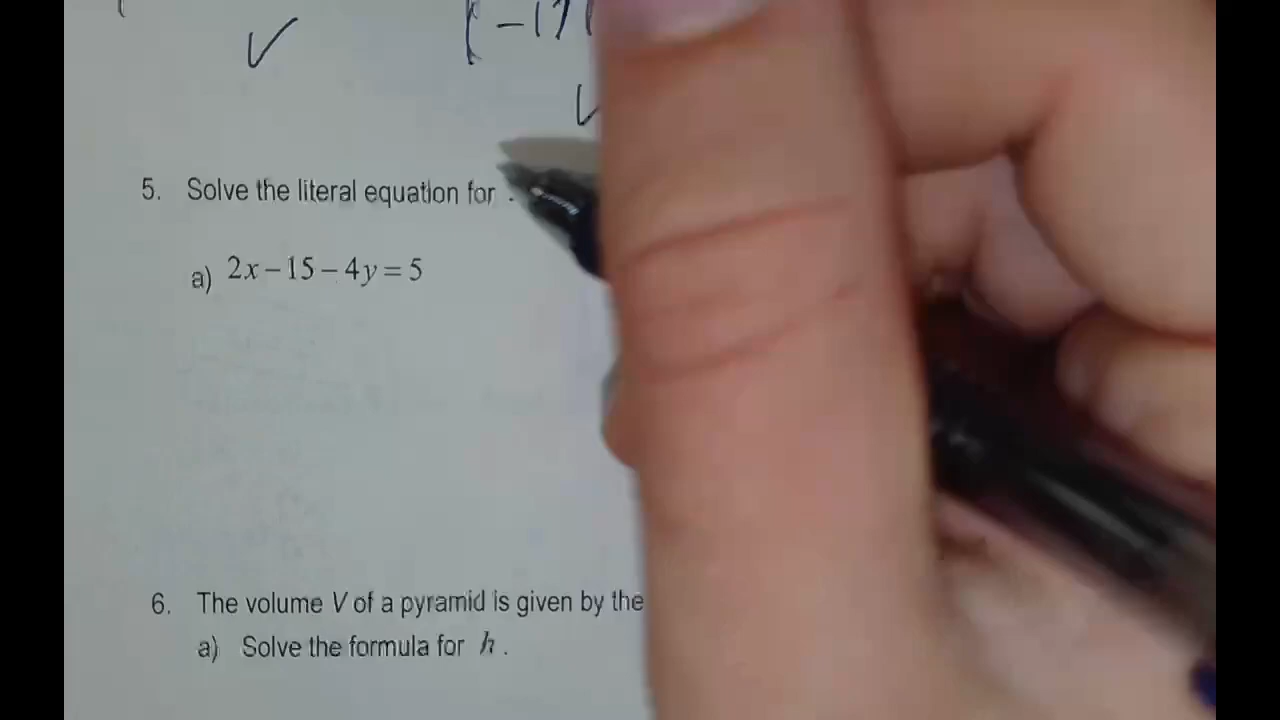 -17
5. Solve the literal equation for
a) 2x-15-4y=5
6. The volume V of a pyramid is given by the
a) Solve the formula for h.